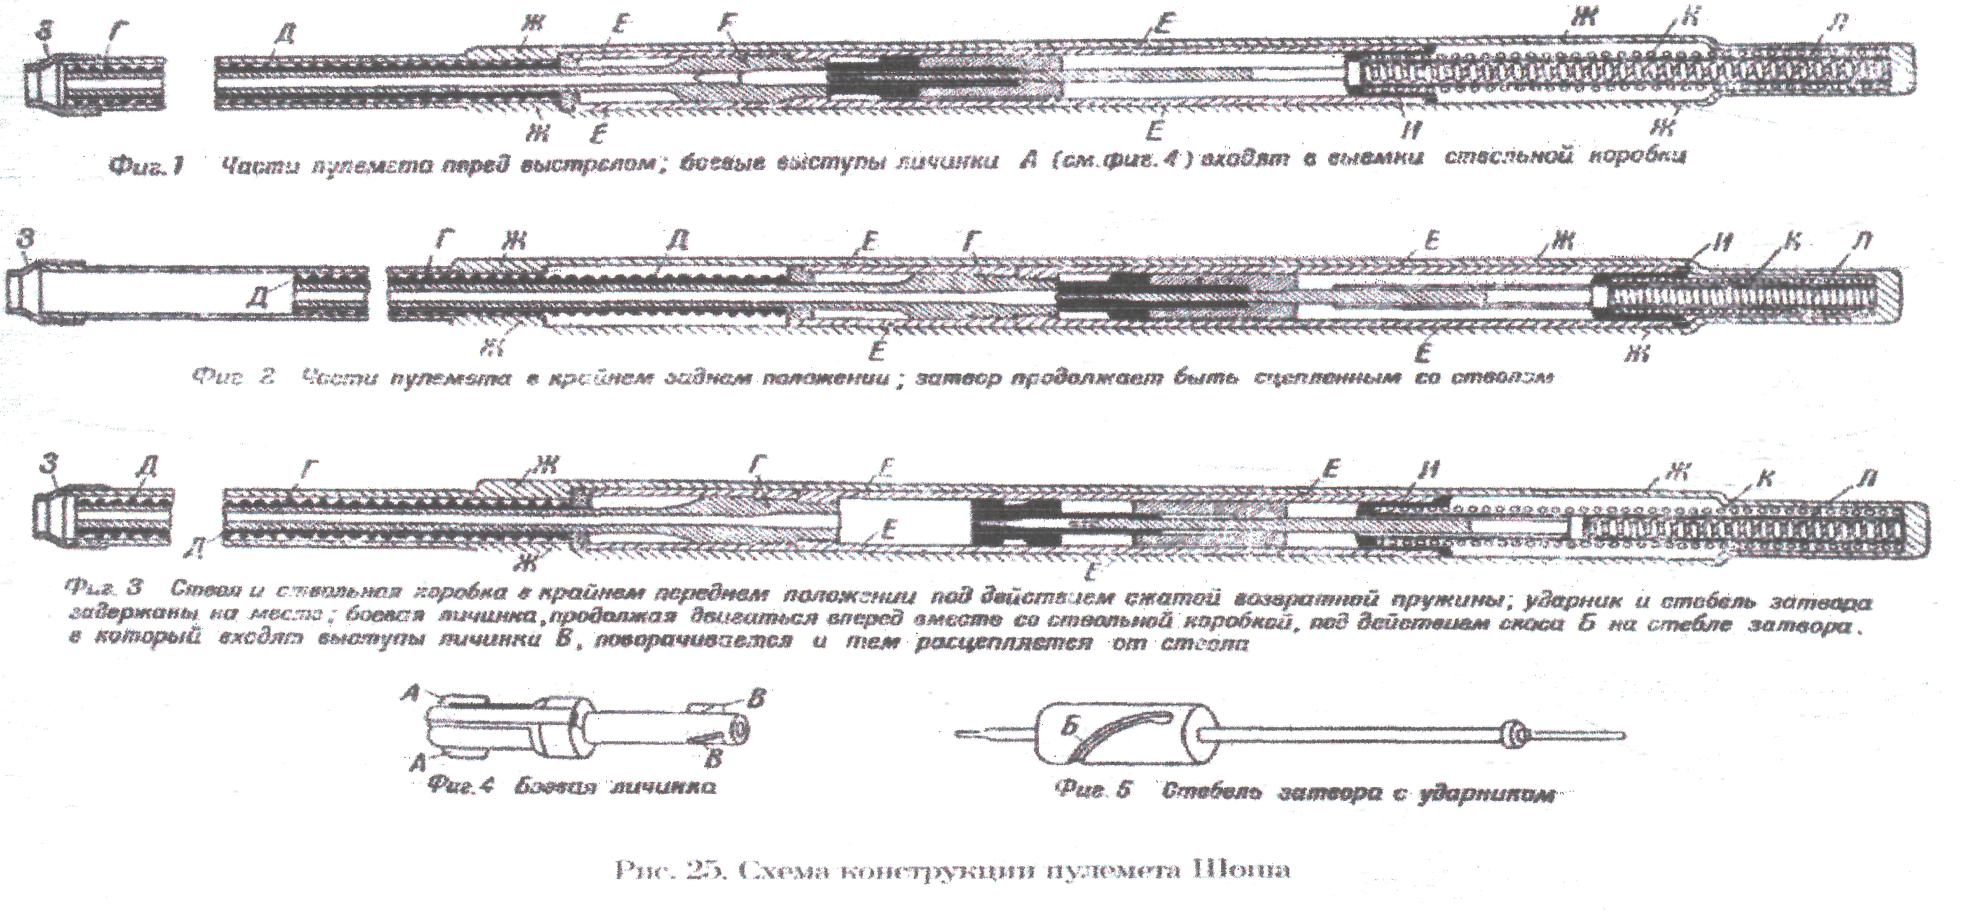 З Г Д Ж Е Е Е Ж К Л
Ж Е Е И Ж
Фиг. 1 Части пулемета перед выстрелом; боевые выступы личинки А (см. фиг. 4) входят в выемки ствольной коробки
З Г Ж Д Е Г Е Ж И К Л
Д
Ж Е Е Ж
Фиг 2 Части пулемета в крайнем заднем положении; затвор продолжает быть сцепленным со стволом
З Д Г Ж Г Е Е И Ж К Л
Д Ж Е Е
Фиг. 3 Ствол и ствольная коробка в крайнем переднем положении под действием сжатой возвратной пружины; ударник и стебель затвора
задержаны на месте; боевая личинка, продолжая двигаться вперед вместе со ствольной коробкой, под действием скоса Б на стебле затвора,
в который входят выступы личинки В, поворачивается и тем расцепляется от ствола
А В Б
А В
Фиг. 4 Боевая личинка
Фиг. 5 Стебель затвора с ударником
Рис. 25. Схема конструкции пулемета Шоша